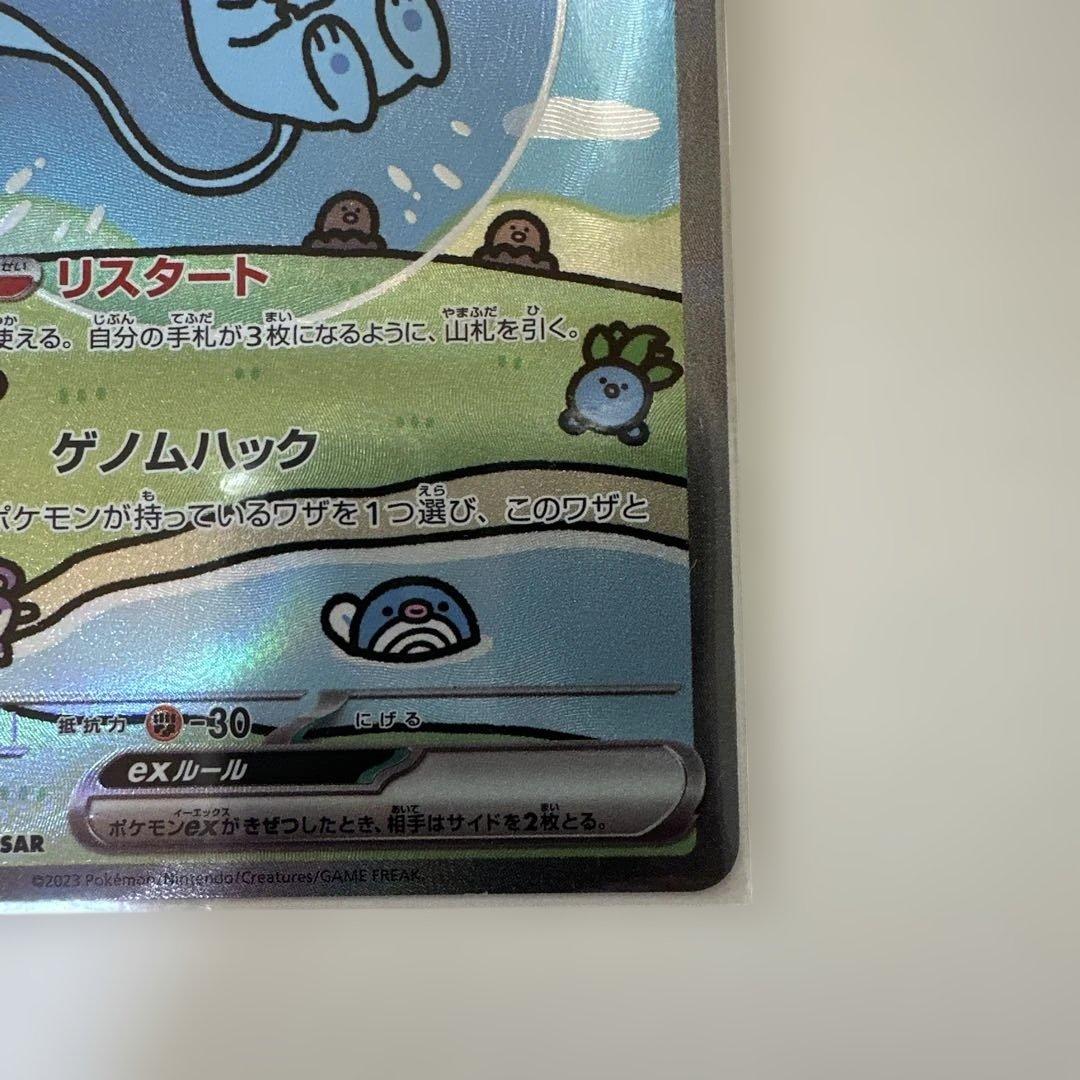 せい リスタート
使える。自分の手札が3枚になるように、山札を引く。
ゲノムハック
ポケモンが持っているワザを1つ選び、このワザと
抵抗力 -30 にげる
exルール
ポケモンexがきぜつしたとき、相手はサイドを2枚とる。
SAR
©2023 Pokémon/Nintendo/Creatures/GAME FREAK.